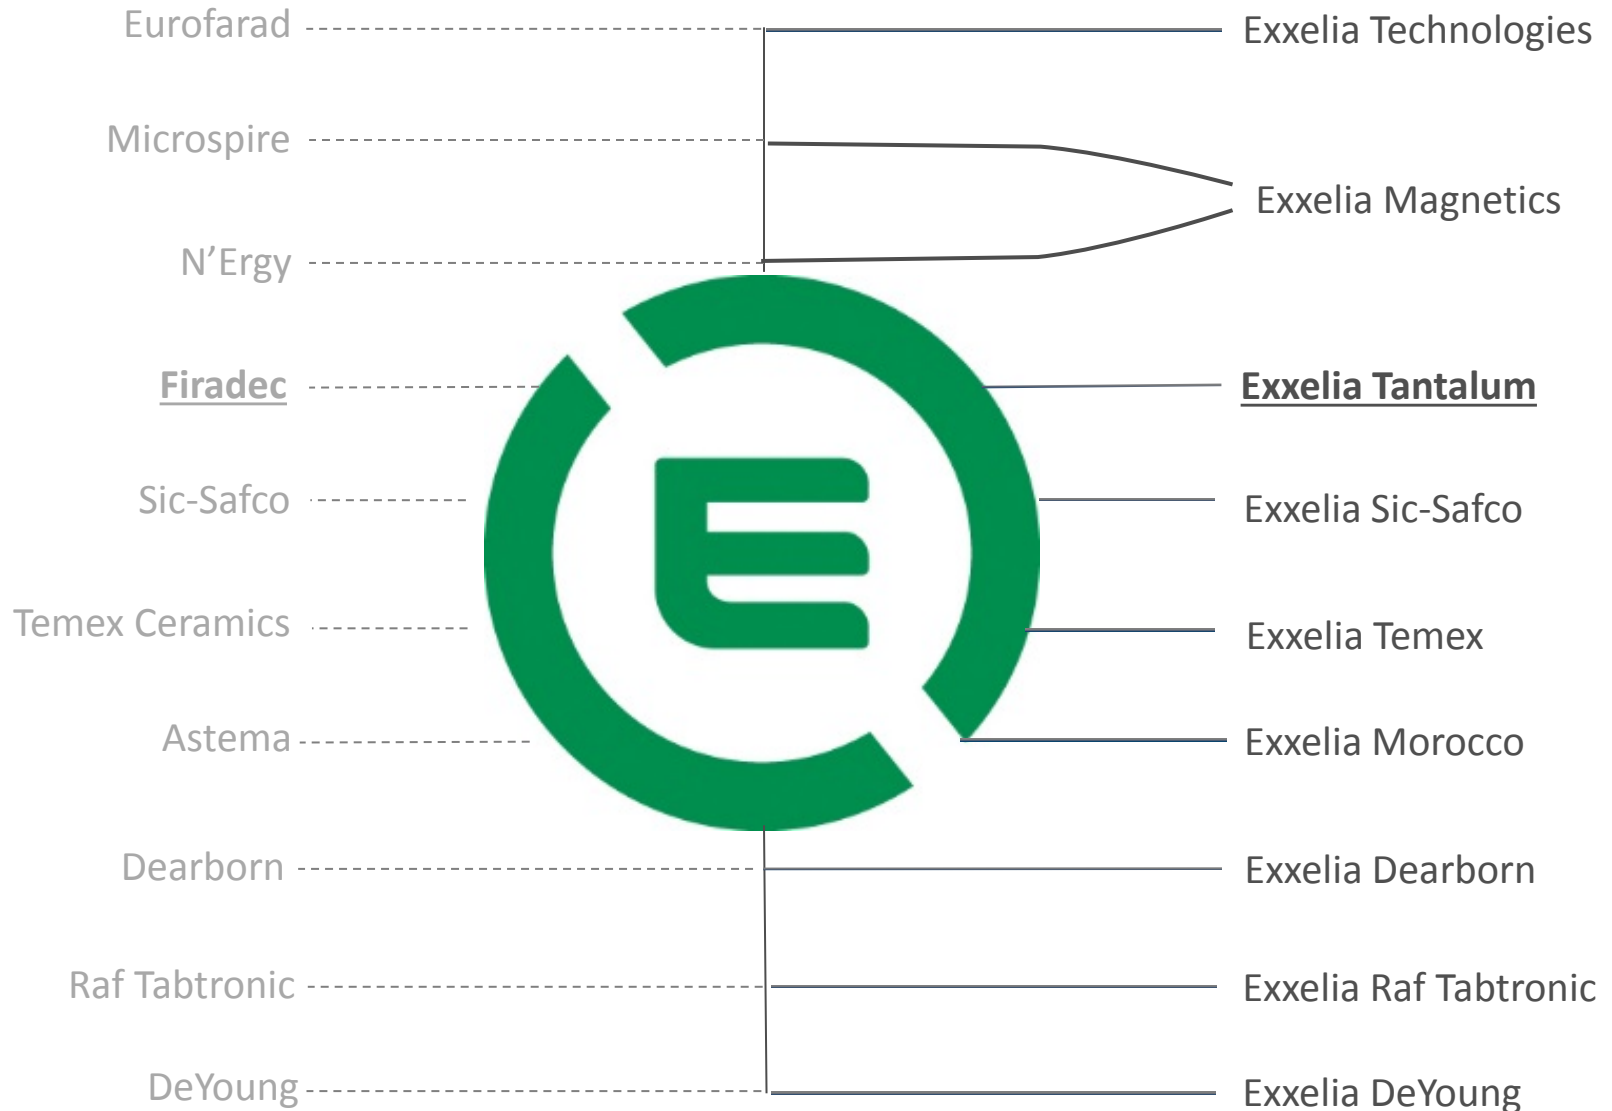 Eurofarad
Exxelia Technologies
Microspire
Exxelia Magnetics
N’Ergy
Firadec
Exxelia Tantalum
Sic-Safco
Exxelia Sic-Safco
Temex Ceramics
Exxelia Temex
Astema
Exxelia Morocco
Dearborn
Exxelia Dearborn
Raf Tabtronic
Exxelia Raf Tabtronic
DeYoung
Exxelia DeYoung
E